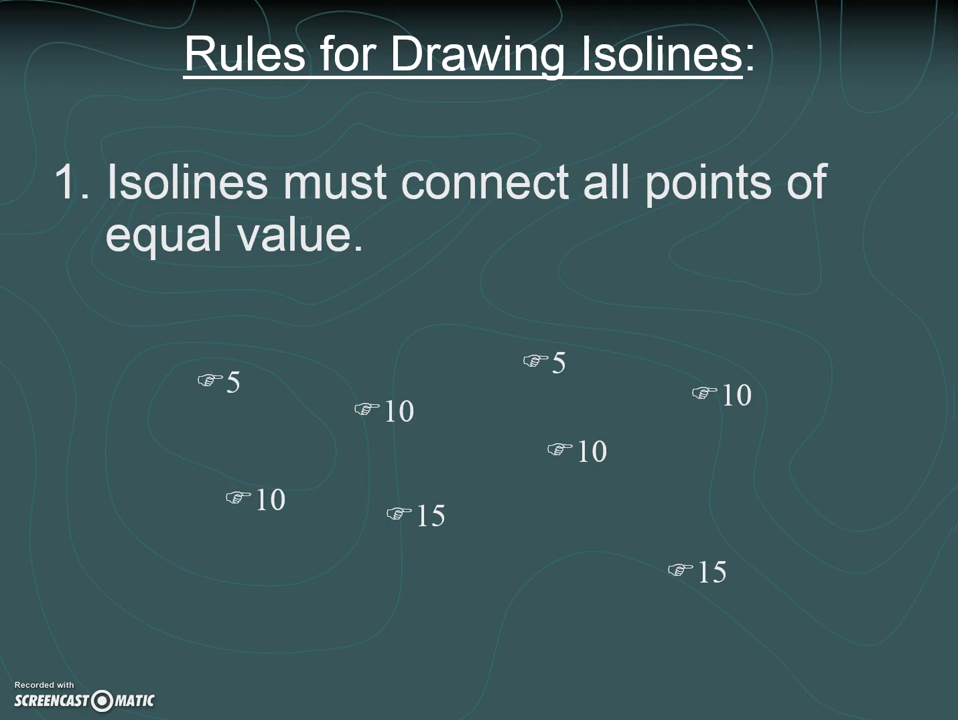 Rules for Drawing Isolines:
1. Isolines must connect all points of
equal value.
☞5
☞5
☞10
☞10
☞10
☞10
☞15
☞15
Recorded with
SCREENCAST MATIC